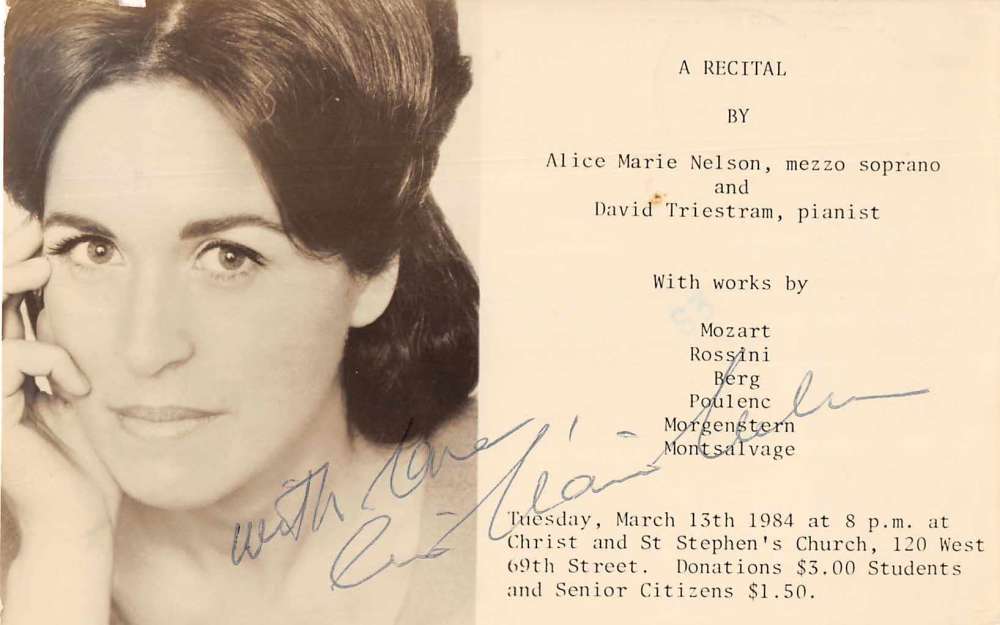 A RECITAL
BY
Alice Marie Nelson, mezzo soprano
and
David Triestram, pianist
With works by
Mozart
Rossini
Berg
Poulenc
Morgenstern
Montsalvage
Tuesday, March 13th 1984 at 8 p.m. at
Christ and St Stephen's Church, 120 West
69th Street. Donations $3.00 Students
and Senior Citizens $1.50.
with love